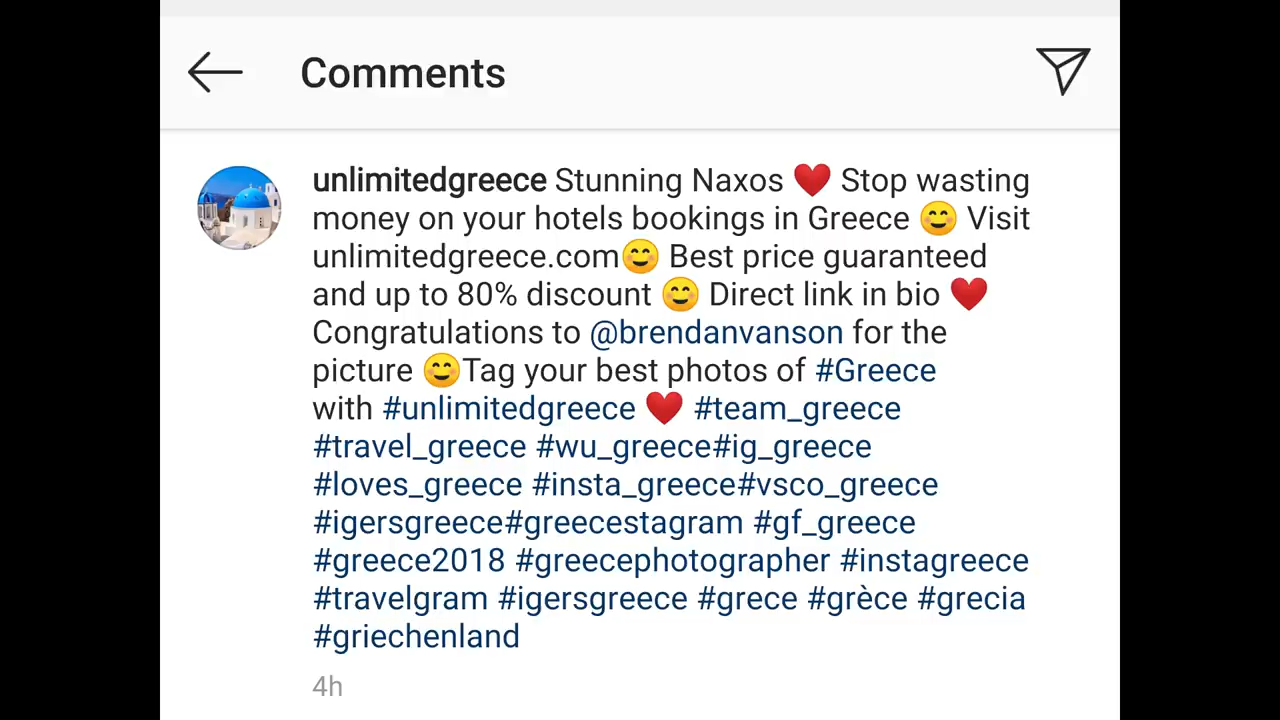 Comments
unlimitedgreece Stunning Naxos ❤️ Stop wasting
money on your hotels bookings in Greece 😊 Visit
unlimitedgreece.com😊 Best price guaranteed
and up to 80% discount 😊 Direct link in bio ❤️
Congratulations to @brendanvanson for the
picture 😊Tag your best photos of #Greece
with #unlimitedgreece ❤️ #team_greece
#travel_greece #wu_greece#ig_greece
#loves_greece #insta_greece#vsco_greece
#igersgreece#greecestagram #gf_greece
#greece2018 #greecephotographer #instagreece
#travelgram #igersgreece #grece #grèce #grecia
#griechenland
4h